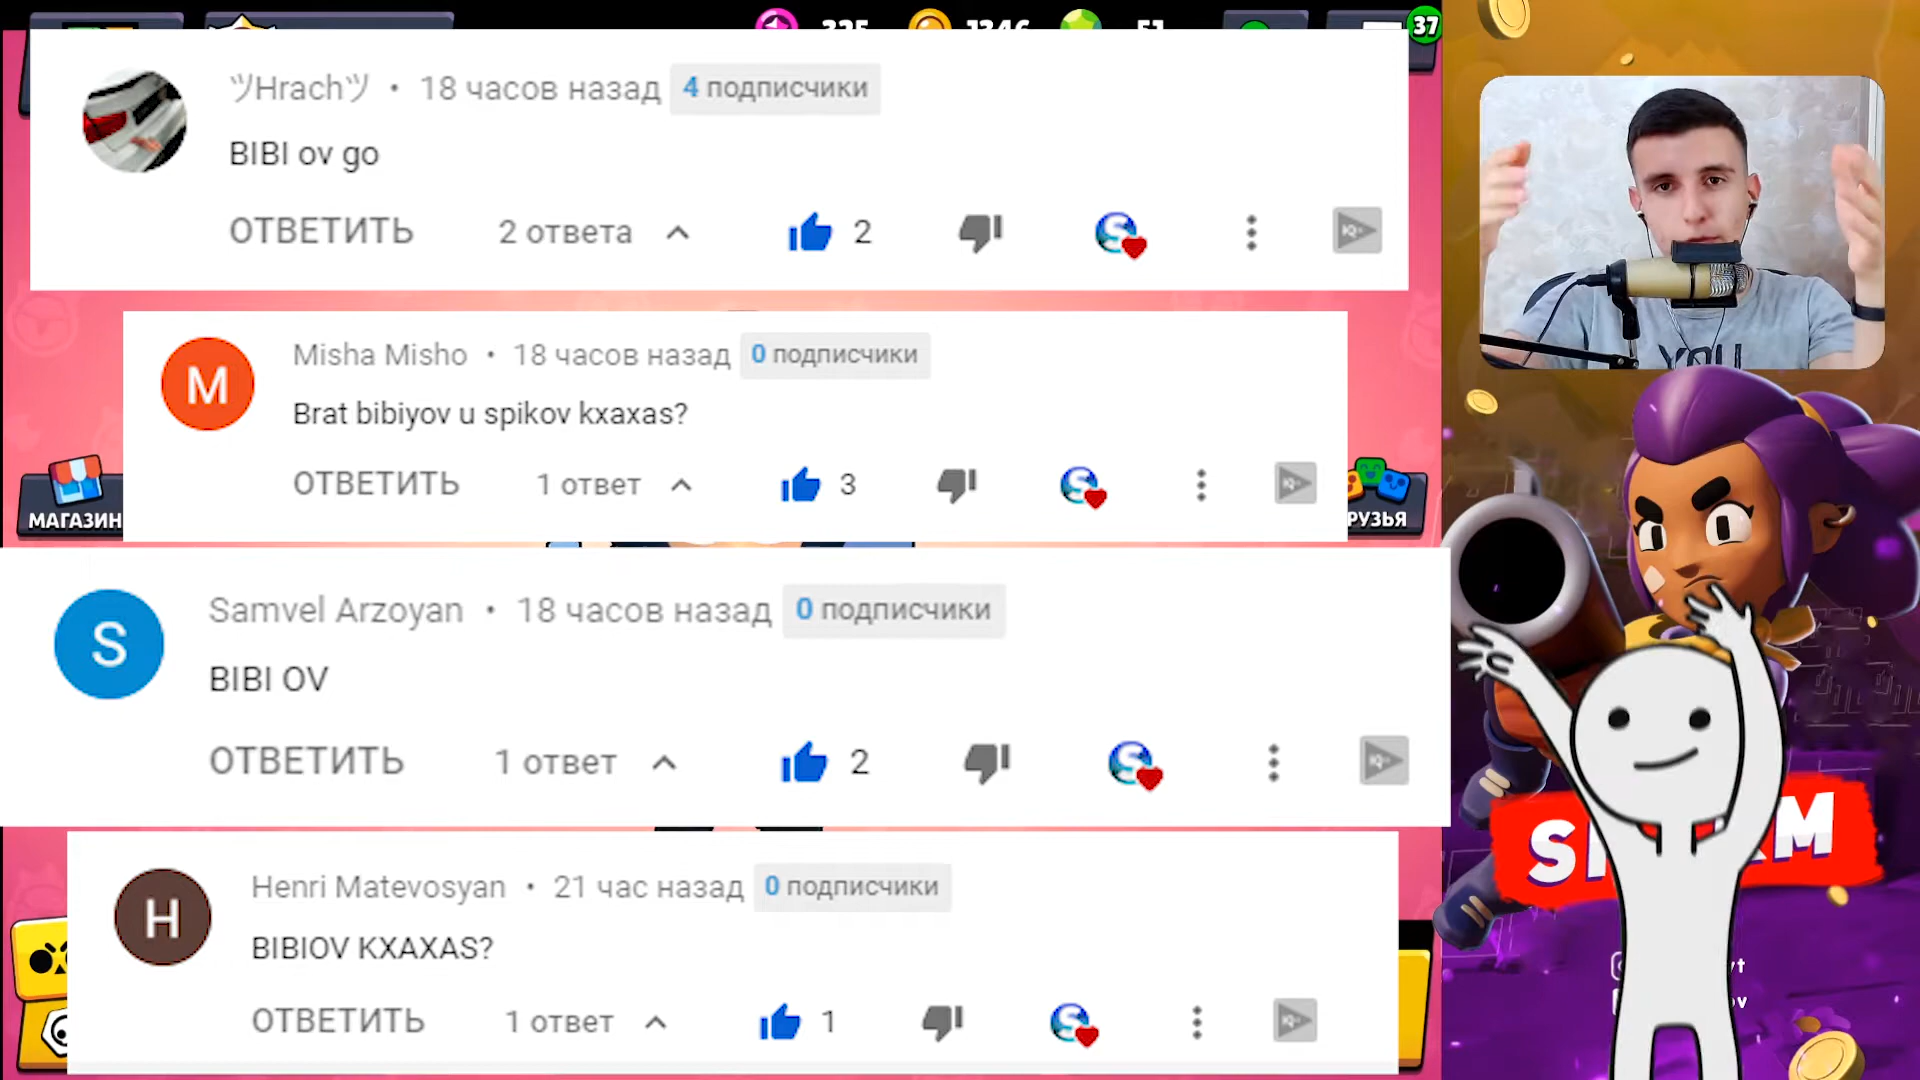 37
ツHrachツ • 18 часов назад 4 подписчики
BIBI ov go
ОТВЕТИТЬ 2 ответа 2
Misha Misho • 18 часов назад 0 подписчики
Brat bibiyov u spikov kxaxas?
ОТВЕТИТЬ 1 ответ 3
МАГАЗИН
M
YOU
Samvel Arzoyan • 18 часов назад 0 подписчики
S
BIBI OV
ОТВЕТИТЬ 1 ответ 2
Henri Matevosyan • 21 час назад 0 подписчики
H
BIBIOV KXAXAS?
ОТВЕТИТЬ 1 ответ 1